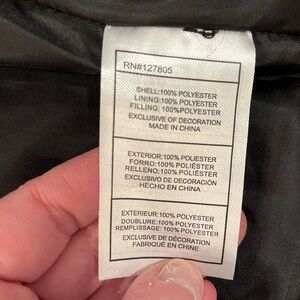 RN#127805
SHELL:100% POLYESTER
LINING:100% POLYESTER
FILLING: 100%POLYESTER
EXCLUSIVE OF DECORATION
MADE IN CHINA
EXTERIOR:100% POLIESTER
FORRO:100% POLIÉSTER
RELLENO:100% POLIÉSTER
EXCLUSIVO DE DECORACIÓN
HECHO EN CHINA
EXTERIEUR:100% POLYESTER
DOUBLURE:100% POLYESTER
REMPLISSAGE:100% POLYESTER
EXCLUSIVE DE DÉCORATION
FABRIQUÉ EN CHINE